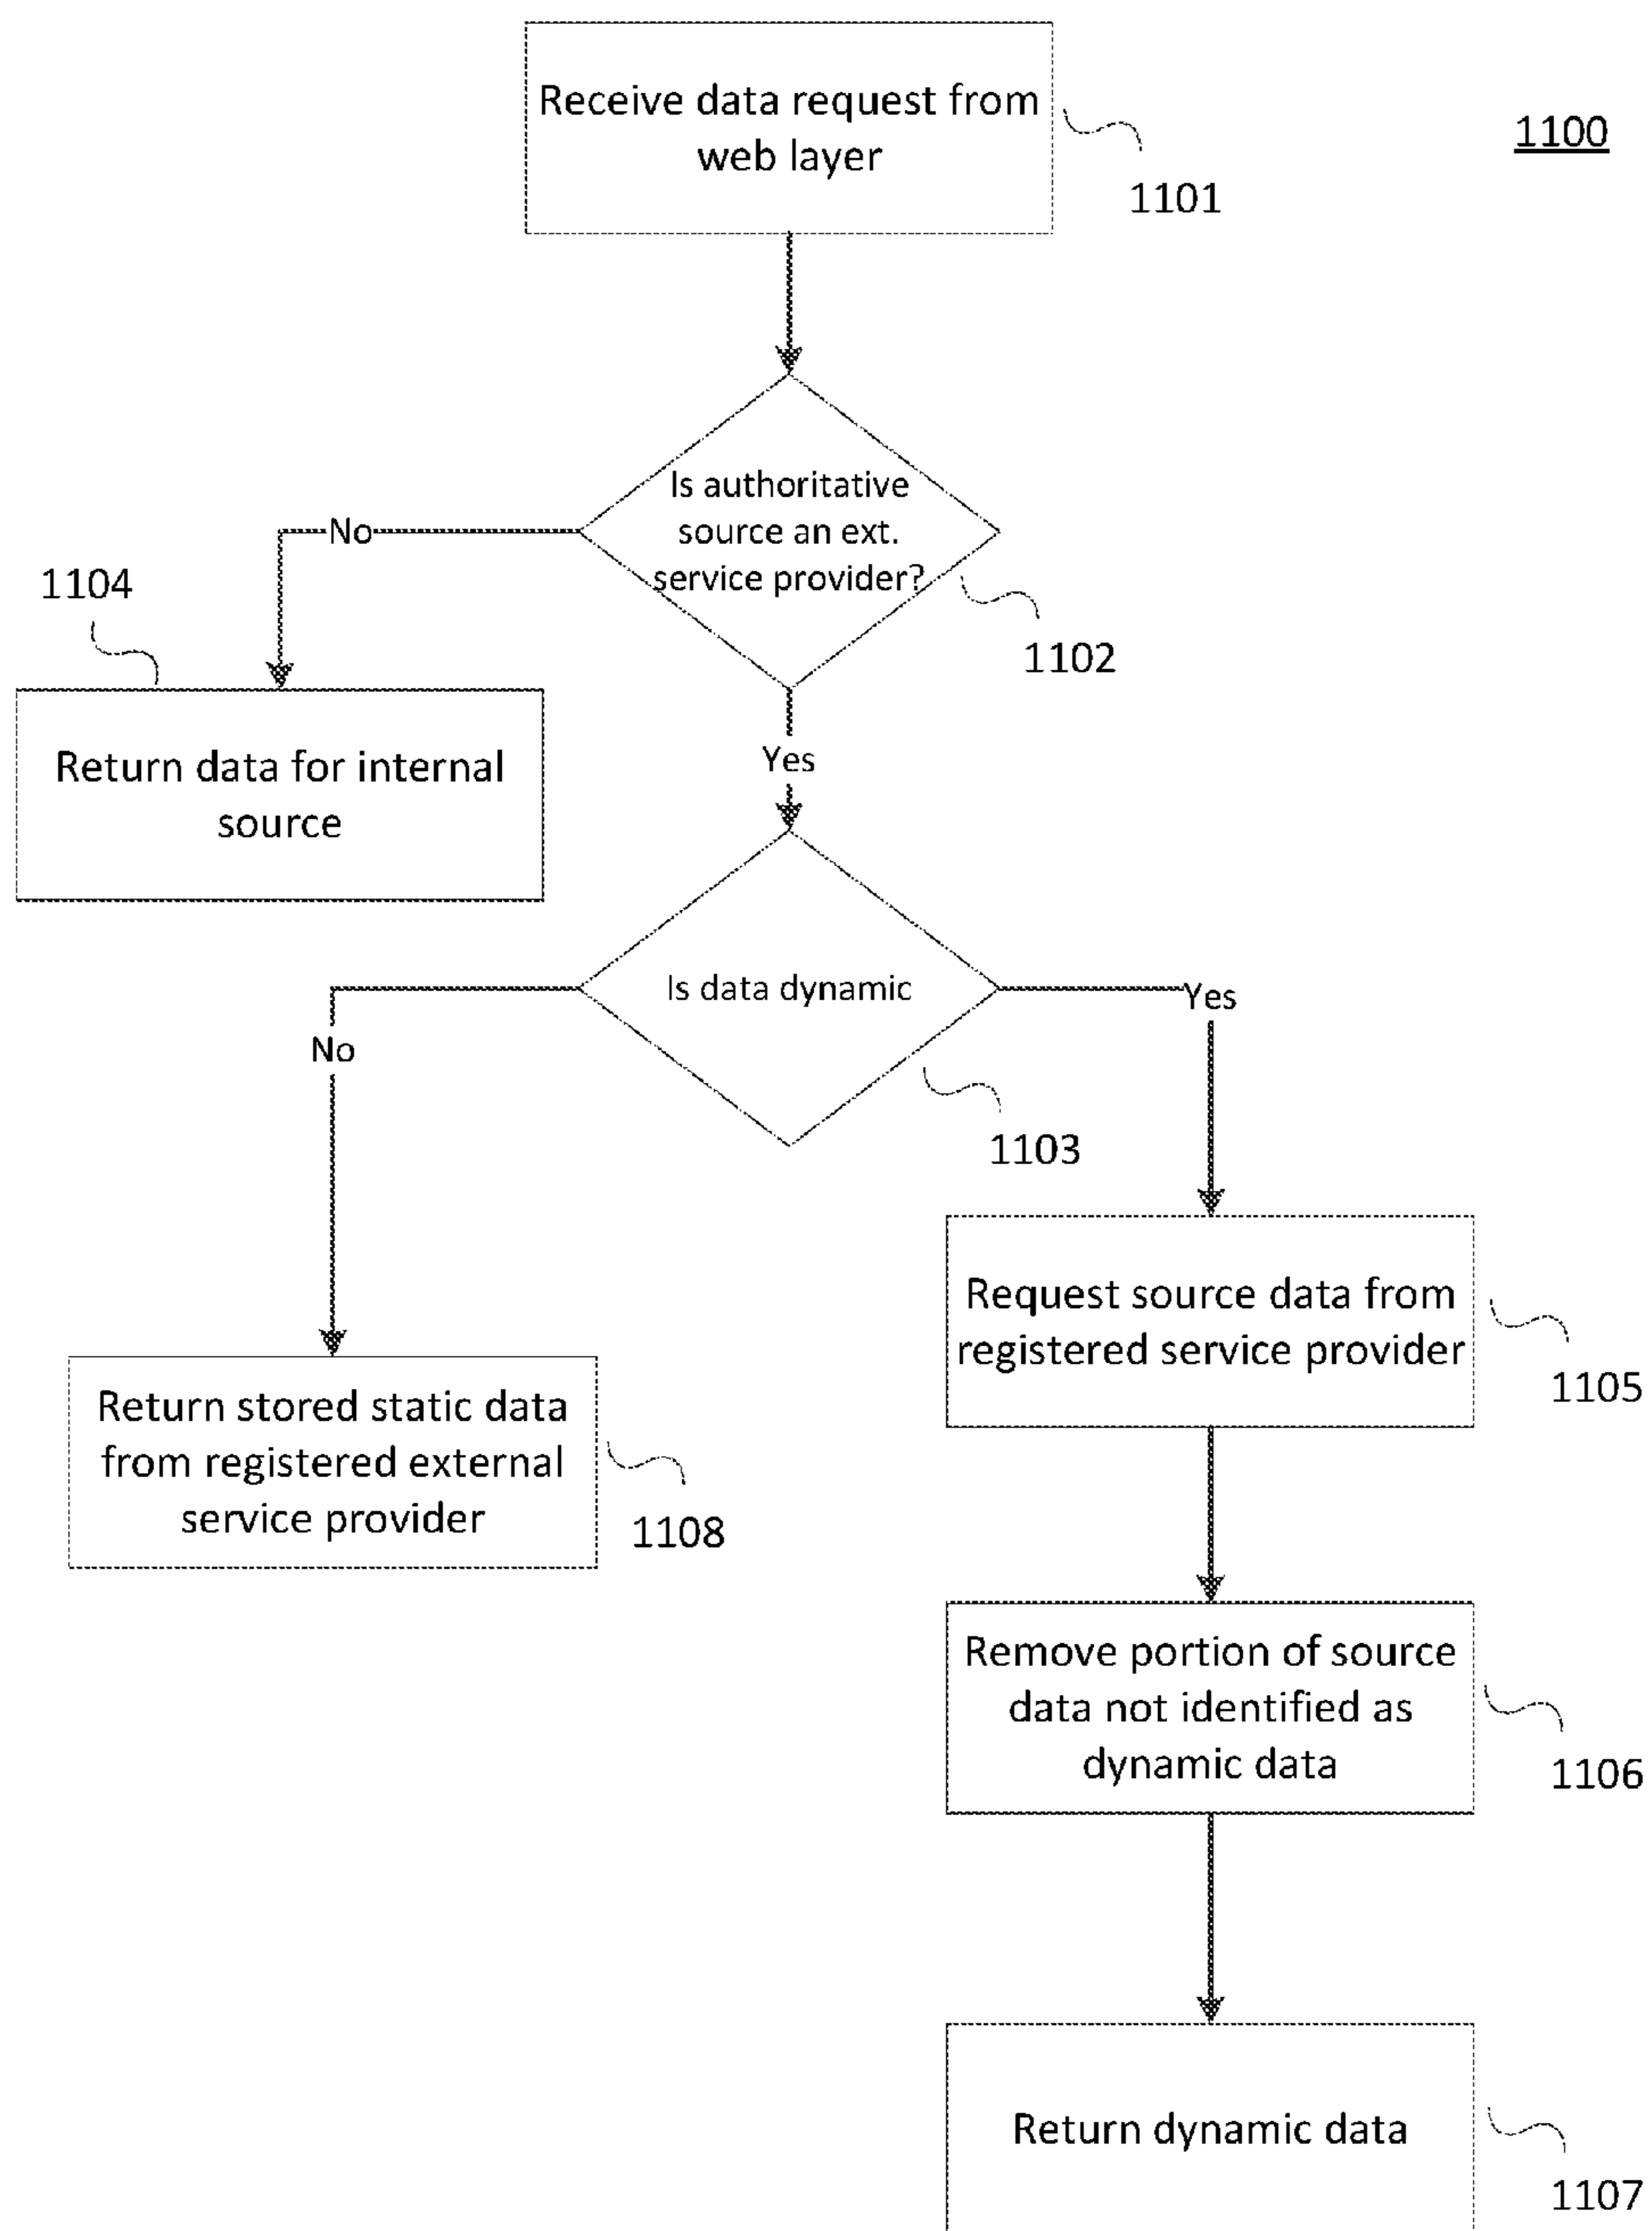 Receive data request from
web layer
1100
1101
Is authoritative
source an ext.
service provider?
No
1104
1102
Return data for internal
source
Yes
Is data dynamic
Yes
No
1103
Request source data from
registered service provider
1105
Return stored static data
from registered external
service provider
1108
Remove portion of source
data not identified as
dynamic data
1106
Return dynamic data
1107